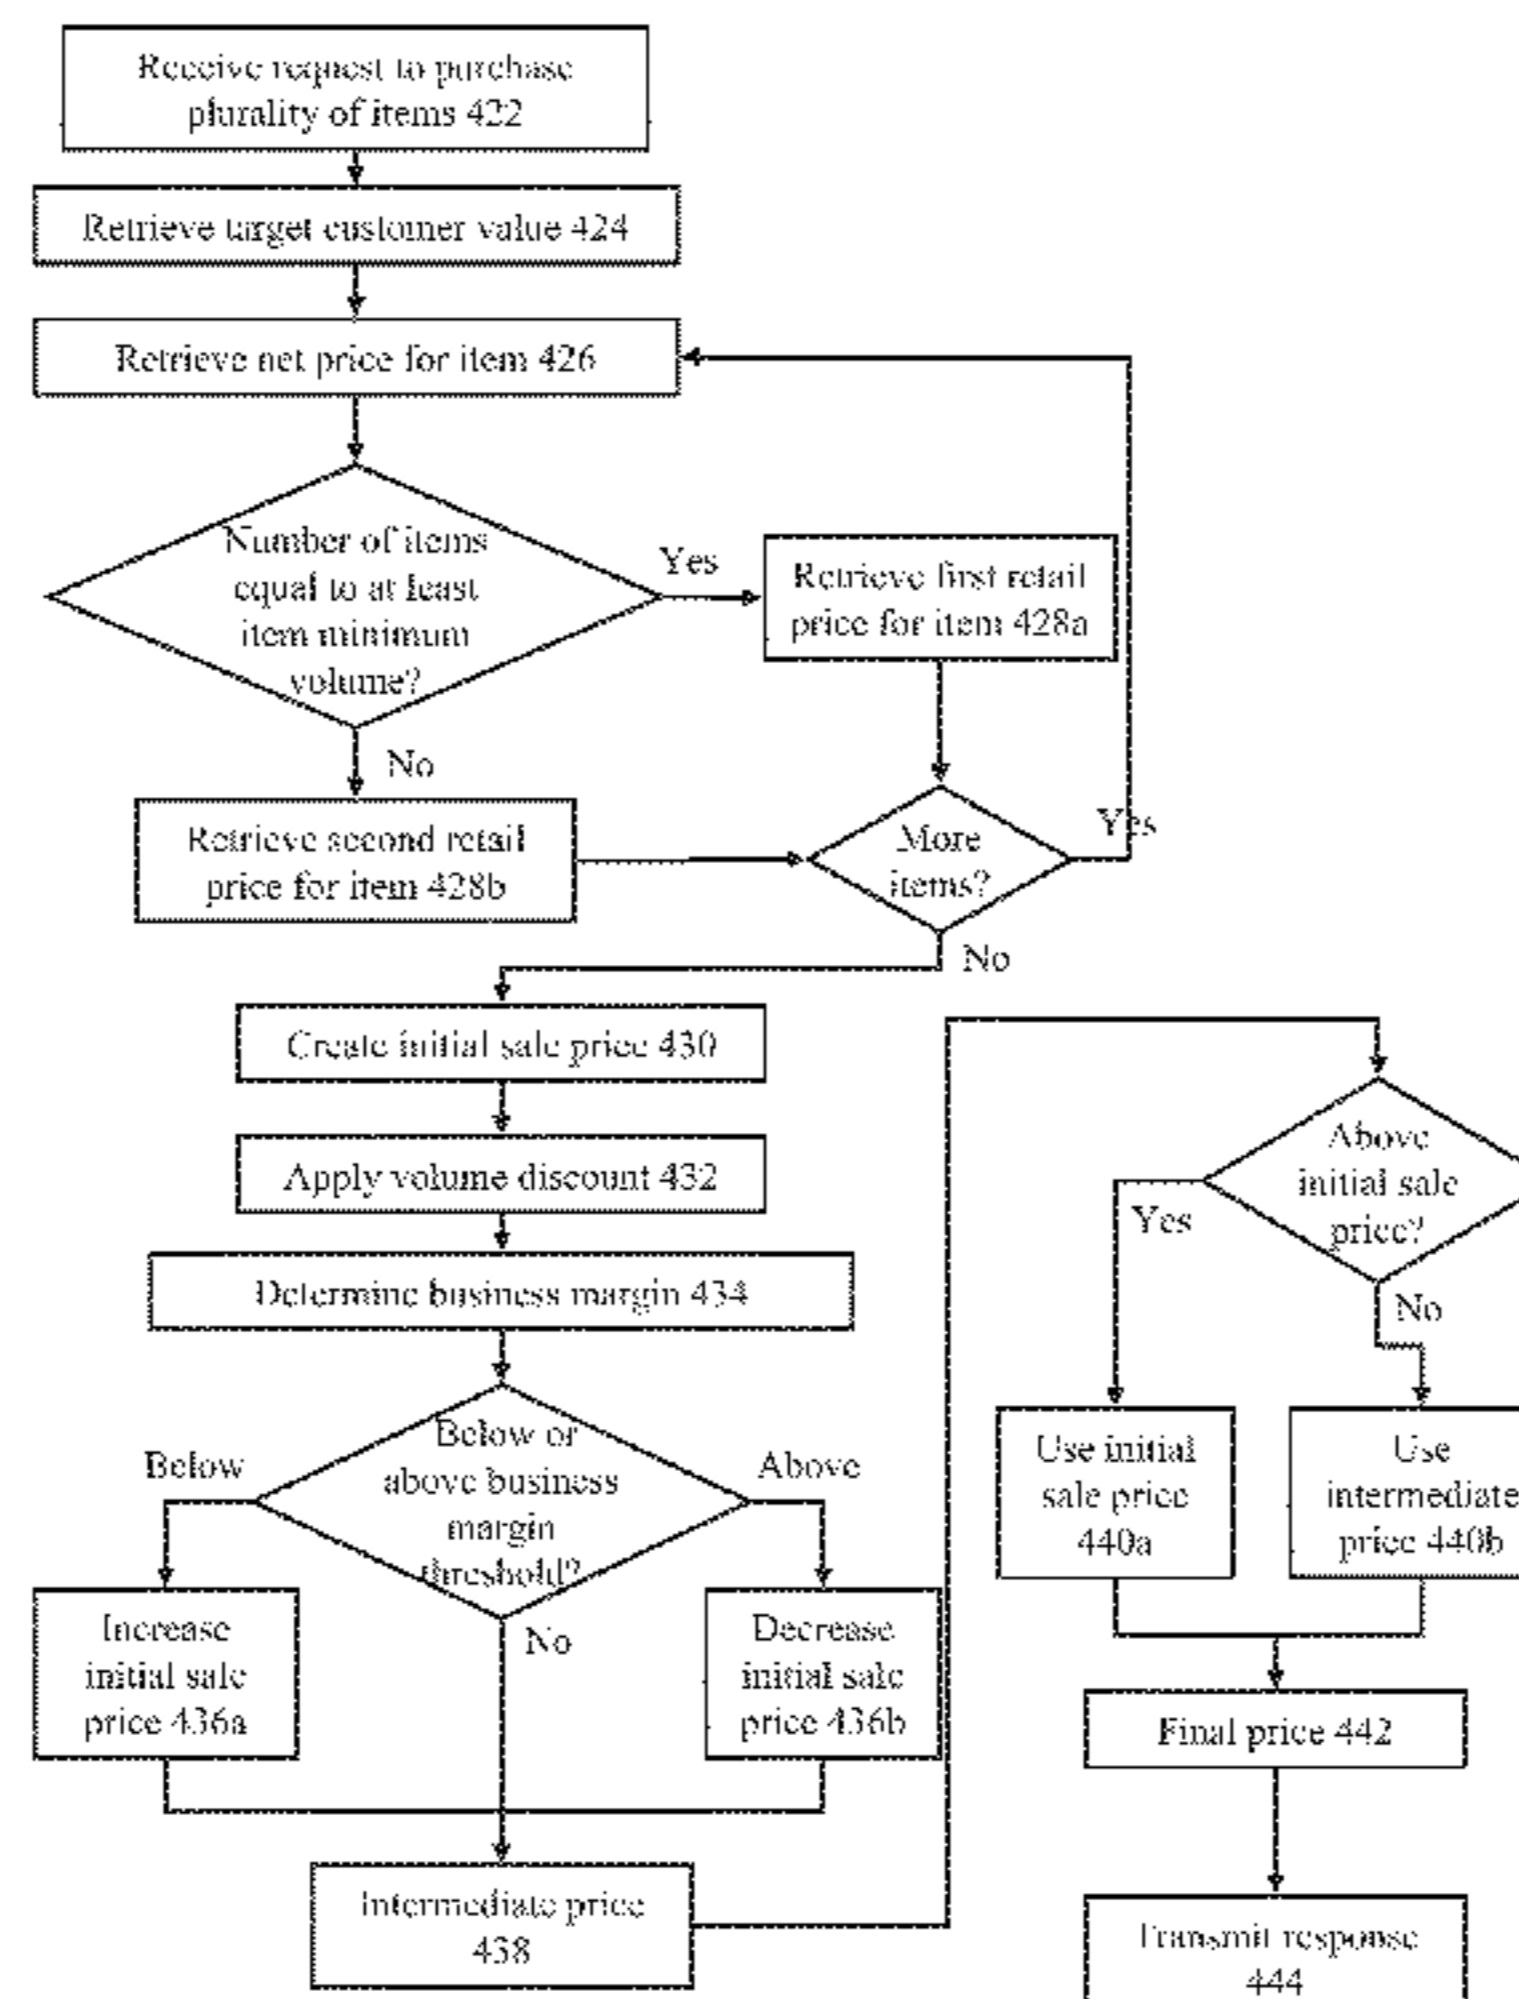 Receive request to purchase
plurality of items 422
Retrieve target customer value 424
Retrieve net price for item 426
Number of items
equal to at least
item minimum
volume?
Yes
Retrieve first retail
price for item 428a
No
Retrieve second retail
price for item 428b
More
items?
Yes
No
Create initial sale price 430
Apply volume discount 432
Determine business margin 434
Below or
above business
margin
threshold?
Below
Above
No
Increase
initial sale
price 436a
Decrease
initial sale
price 436b
Intermediate price
438
Above
initial sale
price?
Yes
No
Use initial
sale price
440a
Use
intermediate
price 440b
Final price 442
Transmit response
444